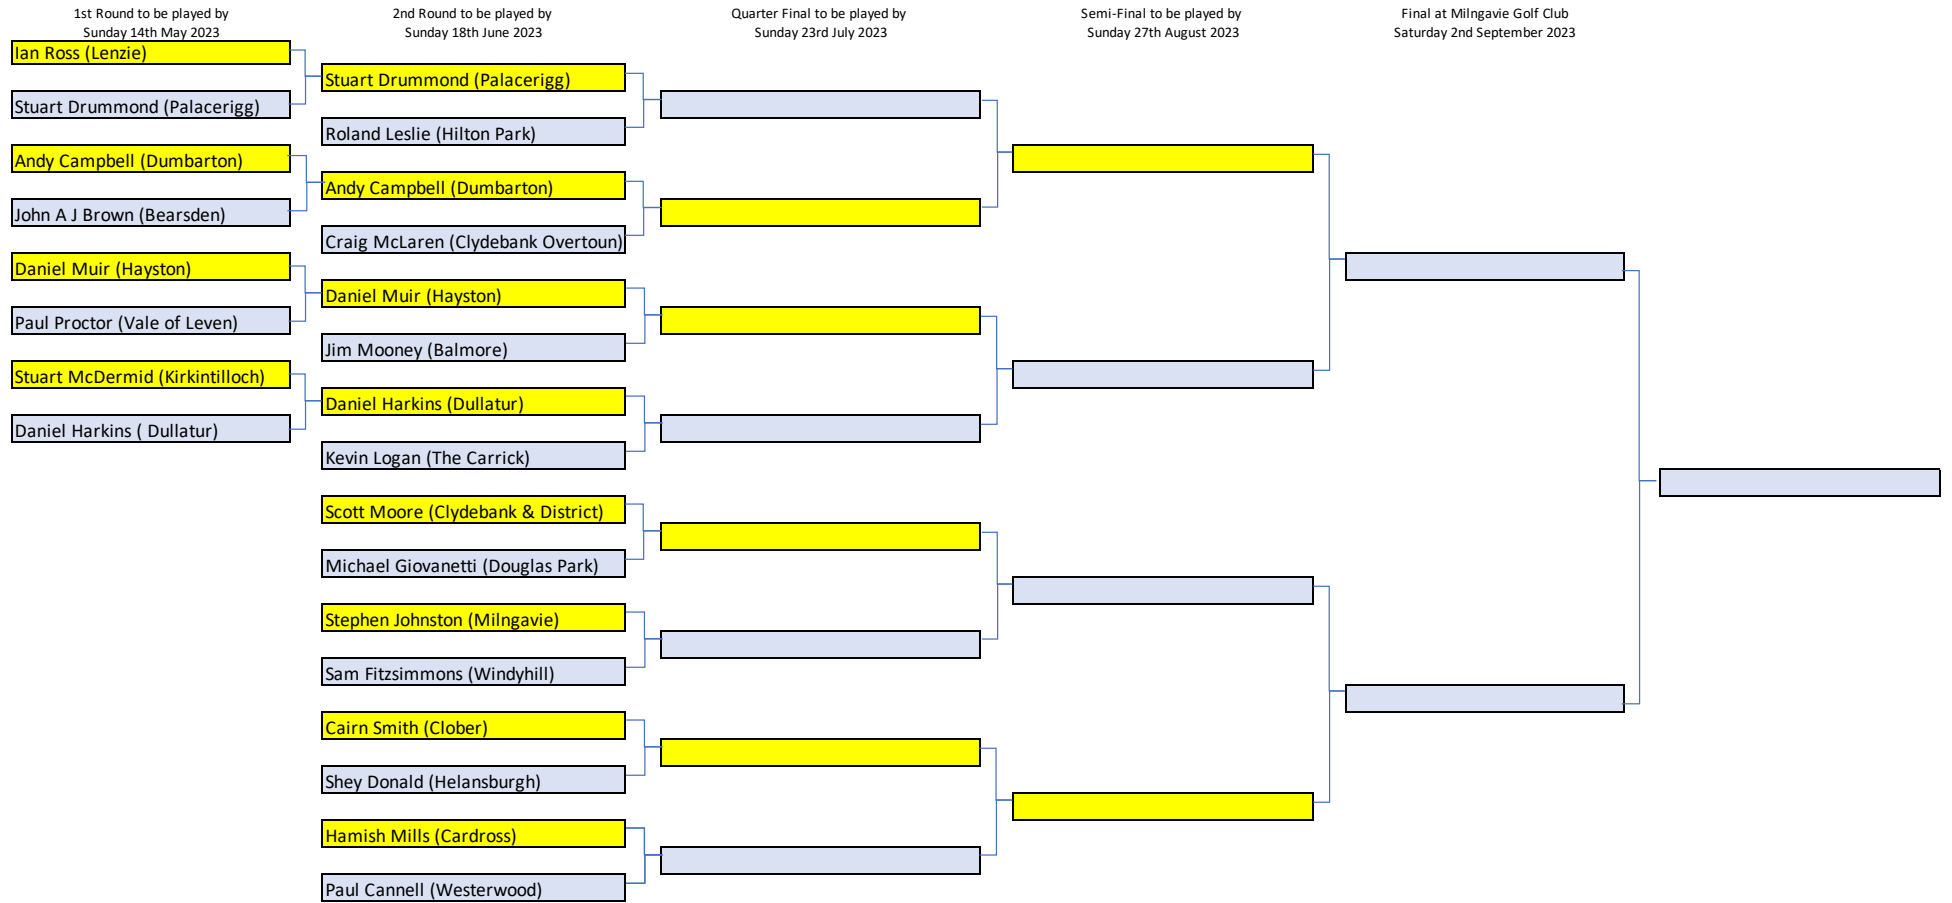 1st Round to be played by
Sunday 14th May 2023
2nd Round to be played by
Sunday 18th June 2023
Quarter Final to be played by
Sunday 23rd July 2023
Semi-Final to be played by
Sunday 27th August 2023
Final at Milngavie Golf Club
Saturday 2nd September 2023
Ian Ross (Lenzie)
Stuart Drummond (Palacerigg)
Andy Campbell (Dumbarton)
John A J Brown (Bearsden)
Daniel Muir (Hayston)
Paul Proctor (Vale of Leven)
Stuart McDermid (Kirkintilloch)
Daniel Harkins ( Dullatur)
Stuart Drummond (Palacerigg)
Roland Leslie (Hilton Park)
Andy Campbell (Dumbarton)
Craig McLaren (Clydebank Overtoun)
Daniel Muir (Hayston)
Jim Mooney (Balmore)
Daniel Harkins (Dullatur)
Kevin Logan (The Carrick)
Scott Moore (Clydebank & District)
Michael Giovanetti (Douglas Park)
Stephen Johnston (Milngavie)
Sam Fitzsimmons (Windyhill)
Cairn Smith (Clober)
Shey Donald (Helansburgh)
Hamish Mills (Cardross)
Paul Cannell (Westerwood)